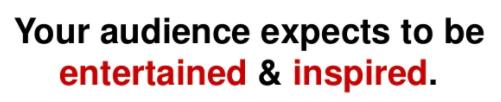 Your audience expects to be
entertained & inspired.